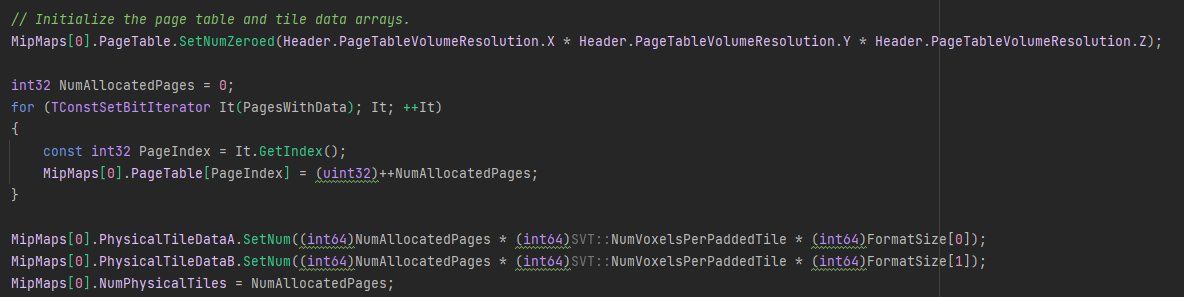 // Initialize the page table and tile data arrays.
MipMaps[0].PageTable.SetNumZeroed(Header.PageTableVolumeResolution.X * Header.PageTableVolumeResolution.Y * Header.PageTableVolumeResolution.Z);
int32 NumAllocatedPages = 0;
for (TConstSetBitIterator It(PagesWithData); It; ++It)
{
    const int32 PageIndex = It.GetIndex();
    MipMaps[0].PageTable[PageIndex] = (uint32)++NumAllocatedPages;
}
MipMaps[0].PhysicalTileDataA.SetNum((int64)NumAllocatedPages * (int64)SVT::NumVoxelsPerPaddedTile * (int64)FormatSize[0]);
MipMaps[0].PhysicalTileDataB.SetNum((int64)NumAllocatedPages * (int64)SVT::NumVoxelsPerPaddedTile * (int64)FormatSize[1]);
MipMaps[0].NumPhysicalTiles = NumAllocatedPages;